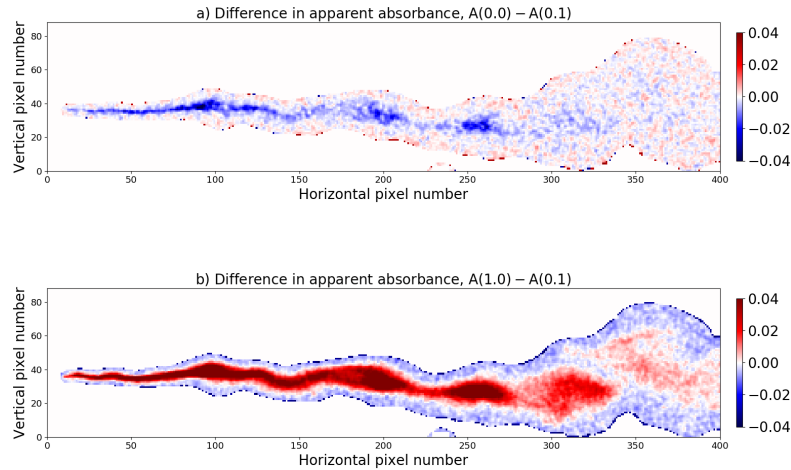 a) Difference in apparent absorbance, A(0.0) − A(0.1)
Vertical pixel number
80
60
40
20
0
0 50 100 150 200 250 300 350 400
Horizontal pixel number
0.04
0.02
0.00
−0.02
−0.04
b) Difference in apparent absorbance, A(1.0) − A(0.1)
Vertical pixel number
80
60
40
20
0
0 50 100 150 200 250 300 350 400
Horizontal pixel number
0.04
0.02
0.00
−0.02
−0.04